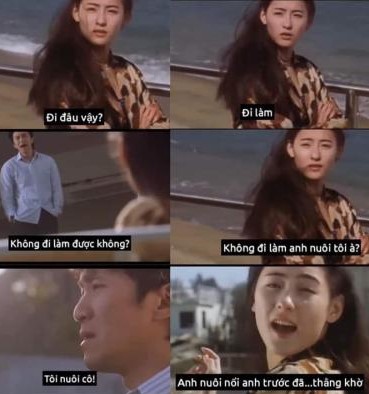 Đi đâu vậy?
Đi làm
Không đi làm được không?
Không đi làm anh nuôi tôi à?
Tôi nuôi cô!
Anh nuôi nổi anh trước đã...thằng khờ